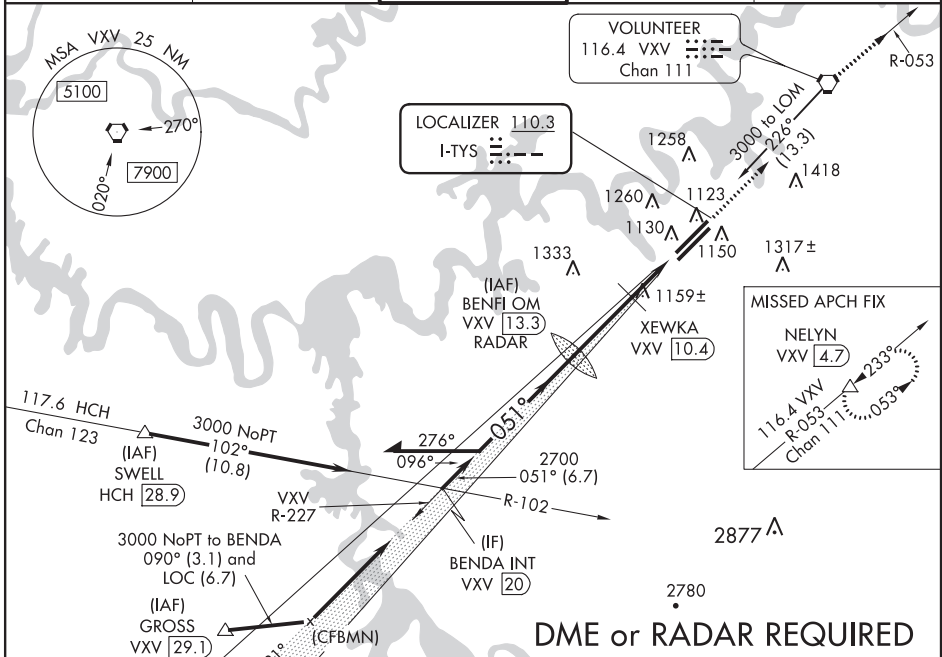 MSA VXV 25 NM
5100
270°
7900
020°
VOLUNTEER
116.4 VXV
Chan 111
R-053
LOCALIZER 110.3
I-TYS
3000 to LOM
226°
(13.3)
1258
1418
1260
1123
1130
1150
1333
1317±
1159±
(IAF)
BENFI OM
VXV 13.3
RADAR
XEWKA
VXV 10.4
MISSED APCH FIX
NELYN
VXV 4.7
233°
053°
116.4 VXV
R-053
Chan 111
117.6 HCH
Chan 123
3000 NoPT
102°
(10.8)
(IAF)
SWELL
HCH 28.9
051°
276°
096°
2700
051° (6.7)
R-102
VXV
R-227
(IF)
BENDA INT
VXV 20
2877
3000 NoPT to BENDA
090° (3.1) and
LOC (6.7)
(IAF)
GROSS
VXV 29.1
(CFBMN)
2780
DME or RADAR REQUIRED